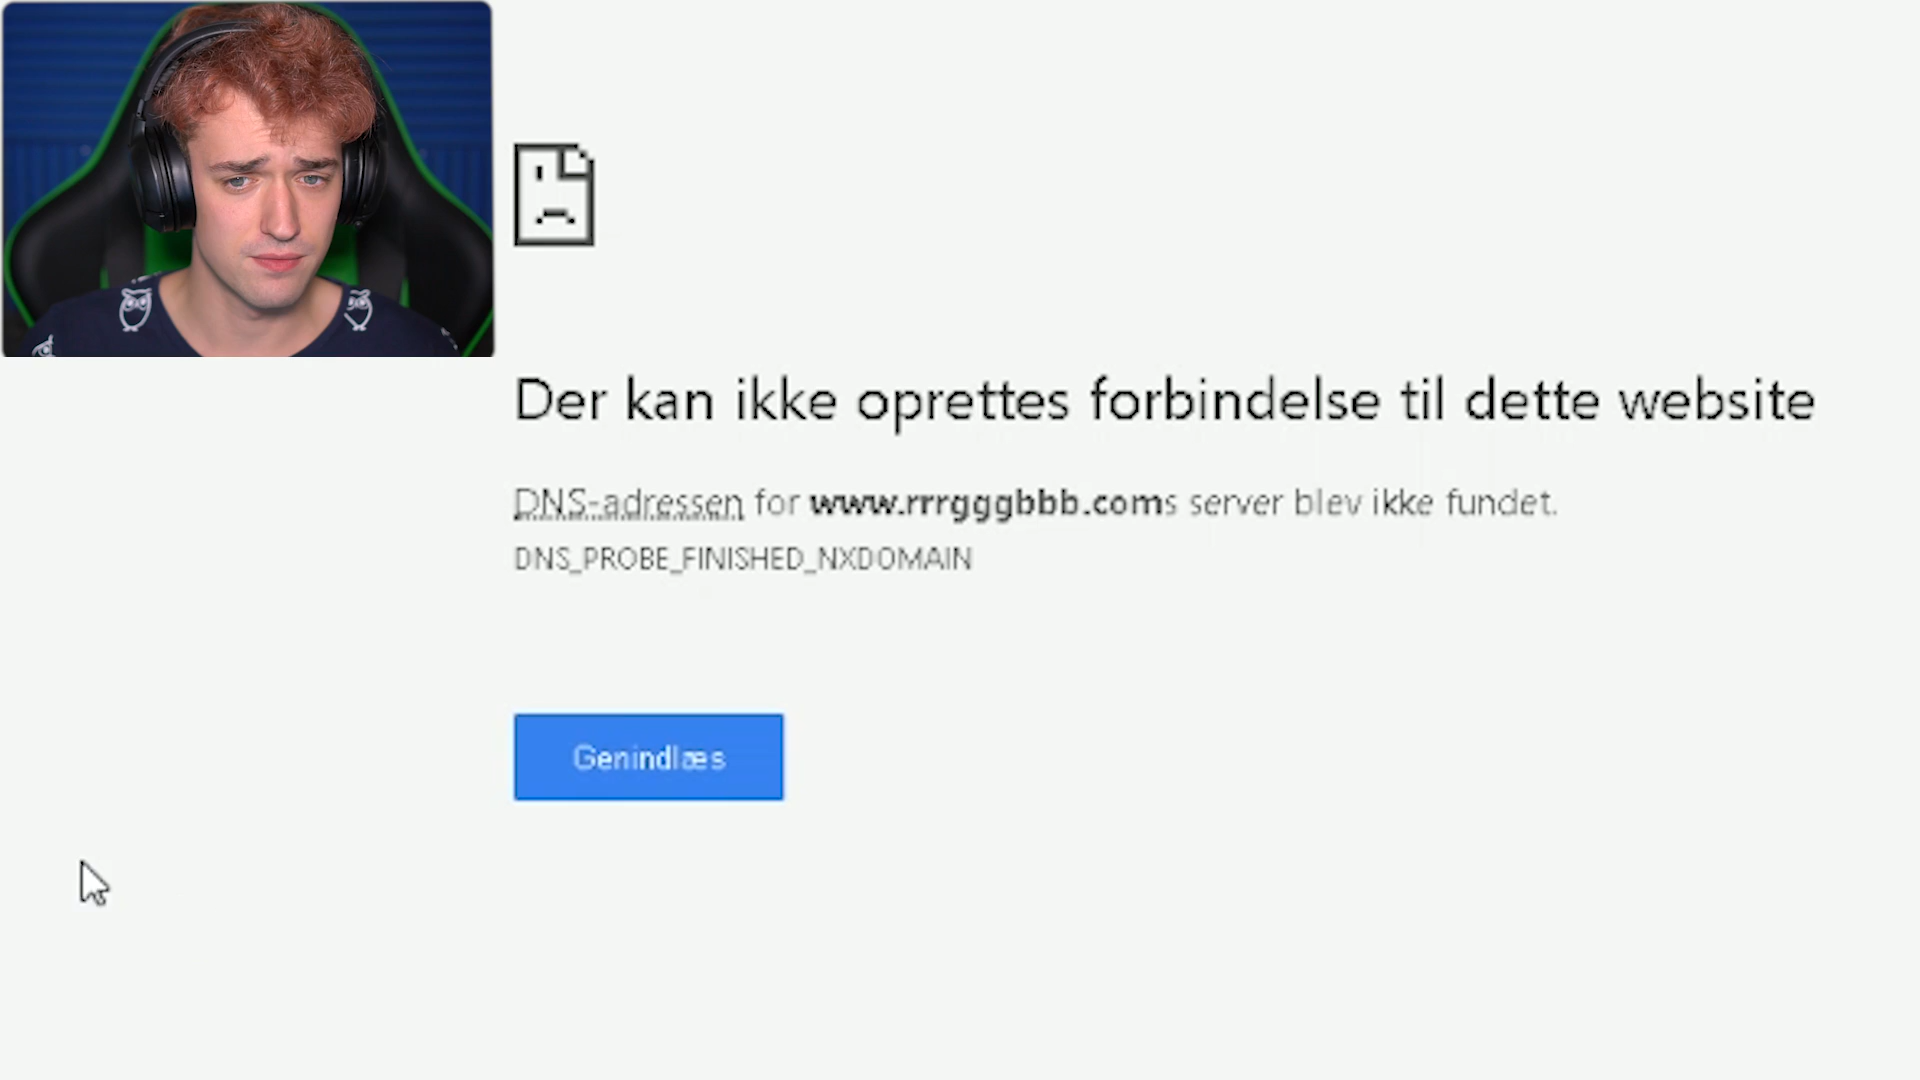 Der kan ikke oprettes forbindelse til dette website
DNS-adressen for www.rrrgggbbb.coms server blev ikke fundet.
DNS_PROBE_FINISHED_NXDOMAIN
Genindlæs